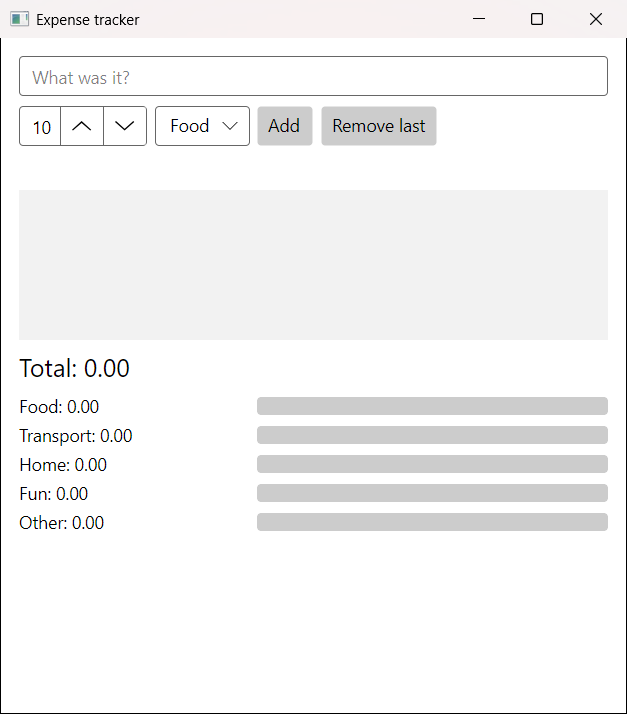 Expense tracker
What was it?
10 Food Add Remove last
Total: 0.00
Food: 0.00
Transport: 0.00
Home: 0.00
Fun: 0.00
Other: 0.00